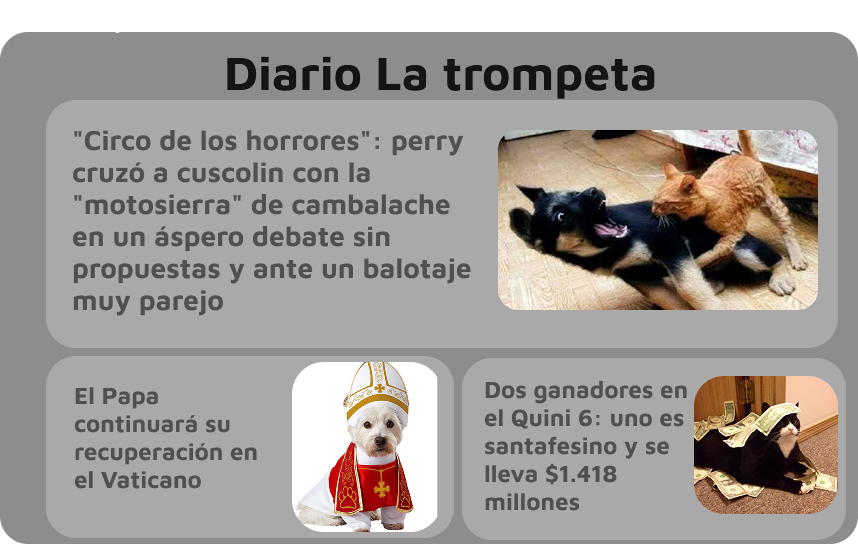 Diario La trompeta
"Circo de los horrores": perry
cruzó a cuscolin con la
"motosierra" de cambalache
en un áspero debate sin
propuestas y ante un balotaje
muy parejo
El Papa
continuará su
recuperación en
el Vaticano
Dos ganadores en
el Quini 6: uno es
santafesino y se
lleva $1.418
millones